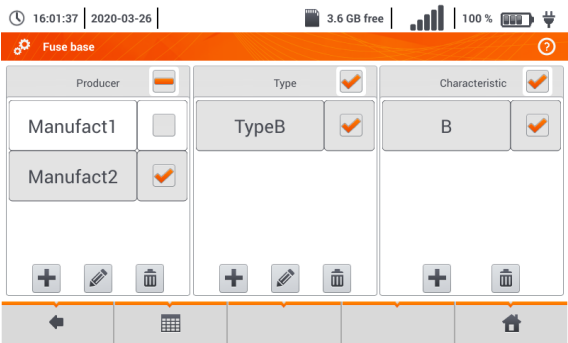 16:01:37 2020-03-26 3.6 GB free 100 %
Fuse base ?
Producer Type Characteristic
Manufact1 TypeB B
Manufact2